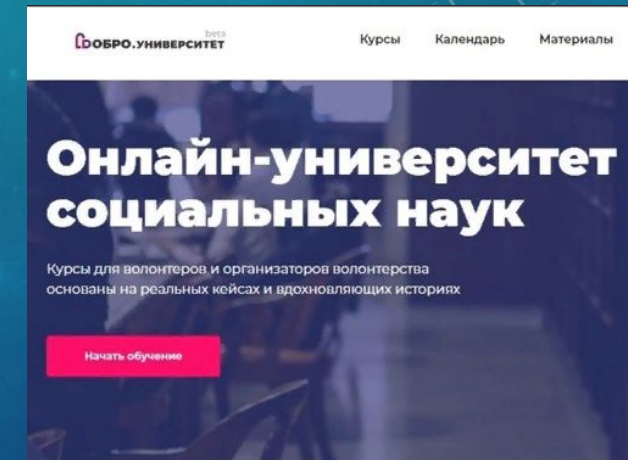 beta
ДОБРО.УНИВЕРСИТЕТ
Курсы Календарь Материалы
Онлайн-университет
социальных наук
Курсы для волонтеров и организаторов волонтерства
основаны на реальных кейсах и вдохновляющих историях
Начать обучение